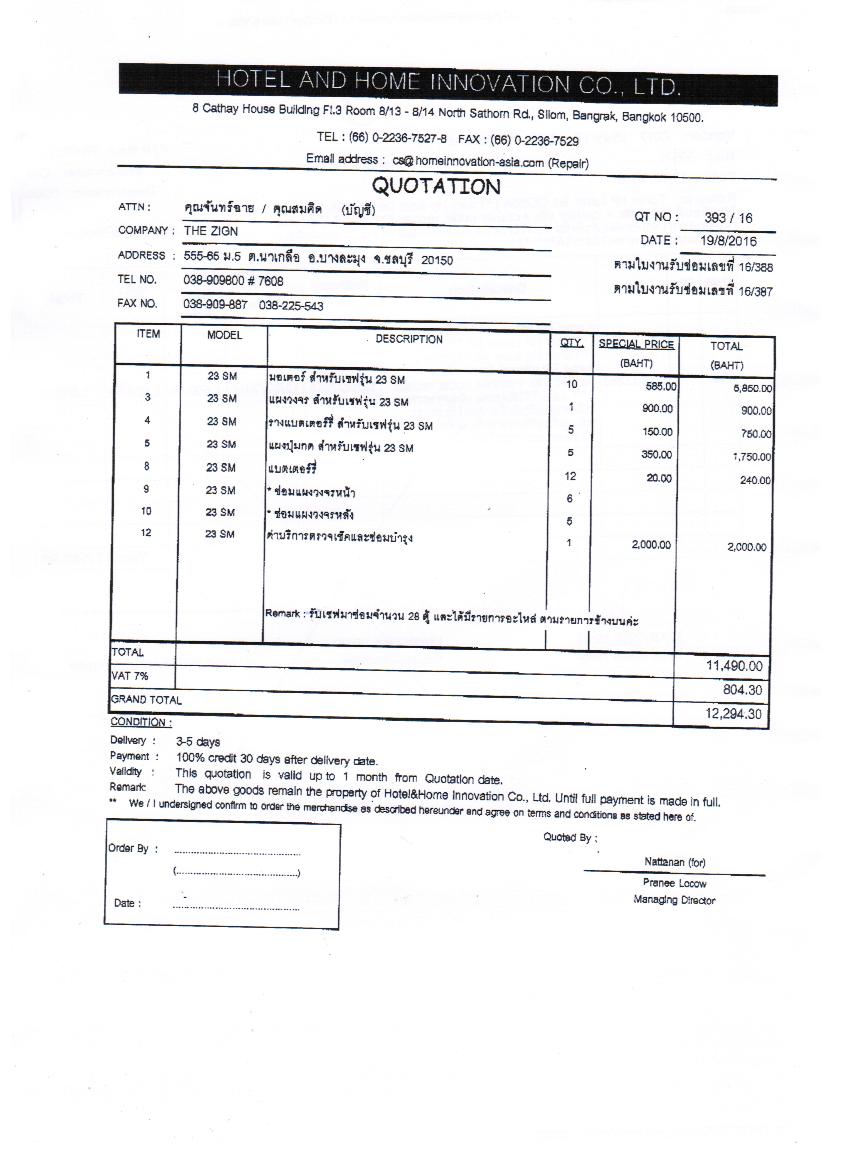 HOTEL AND HOME INNOVATION CO., LTD.
8 Cathay House Building Fl.3 Room 8/13 - 8/14 North Sathorn Rd., Silom, Bangrak, Bangkok 10500.
TEL : (66) 0-2236-7527-8 FAX : (66) 0-2236-7529
Email address : cs@homeinnovation-asia.com (Repair)
QUOTATION
ATTN : คุณจันทร์ฉาย / คุณสมคิด (บัญชี)
QT NO : 393 / 16
COMPANY : THE ZIGN
DATE : 19/8/2016
ADDRESS : 555-65 ม.5 ต.นาเกลือ อ.บางละมุง จ.ชลบุรี 20150
ตามใบงานรับซ่อมเลขที่ 16/388
TEL NO. 038-909800 # 7608
ตามใบงานรับซ่อมเลขที่ 16/387
FAX NO. 038-909-887 038-225-543
ITEM MODEL DESCRIPTION QTY. SPECIAL PRICE TOTAL
(BAHT) (BAHT)
1 23 SM มอเตอร์ สำหรับเซฟรุ่น 23 SM 10 585.00 5,850.00
3 23 SM แผงวงจร สำหรับเซฟรุ่น 23 SM 1 900.00 900.00
4 23 SM รางแบตเตอร์รี่ สำหรับเซฟรุ่น 23 SM 5 150.00 750.00
5 23 SM แผงปุ่มกด สำหรับเซฟรุ่น 23 SM 5 350.00 1,750.00
8 23 SM แบตเตอร์รี่ 12 20.00 240.00
9 23 SM * ซ่อมแผงวงจรหน้า 6
10 23 SM * ซ่อมแผงวงจรหลัง 5
12 23 SM ค่าบริการตรวจเช็คและซ่อมบำรุง 1 2,000.00 2,000.00
Remark : รับเซฟมาซ่อมจำนวน 28 ตู้ และได้มีรายการอะไหล่ ตามรายการข้างบนค่ะ
TOTAL 11,490.00
VAT 7% 804.30
GRAND TOTAL 12,294.30
CONDITION :
Delivery : 3-5 days
Payment : 100% credit 30 days after delivery date.
Validity : This quotation is valid up to 1 month from Quotation date.
Remark: The above goods remain the property of Hotel&Home Innovation Co., Ltd. Until full payment is made in full.
** We / I undersigned confirm to order the merchandise as described hereunder and agree on terms and conditions as stated here of.
Quoted By :
Order By : ..........................................
(..........................................)
Nattanan (for)
Pranee Locow
Date : ..........................................
Managing Director